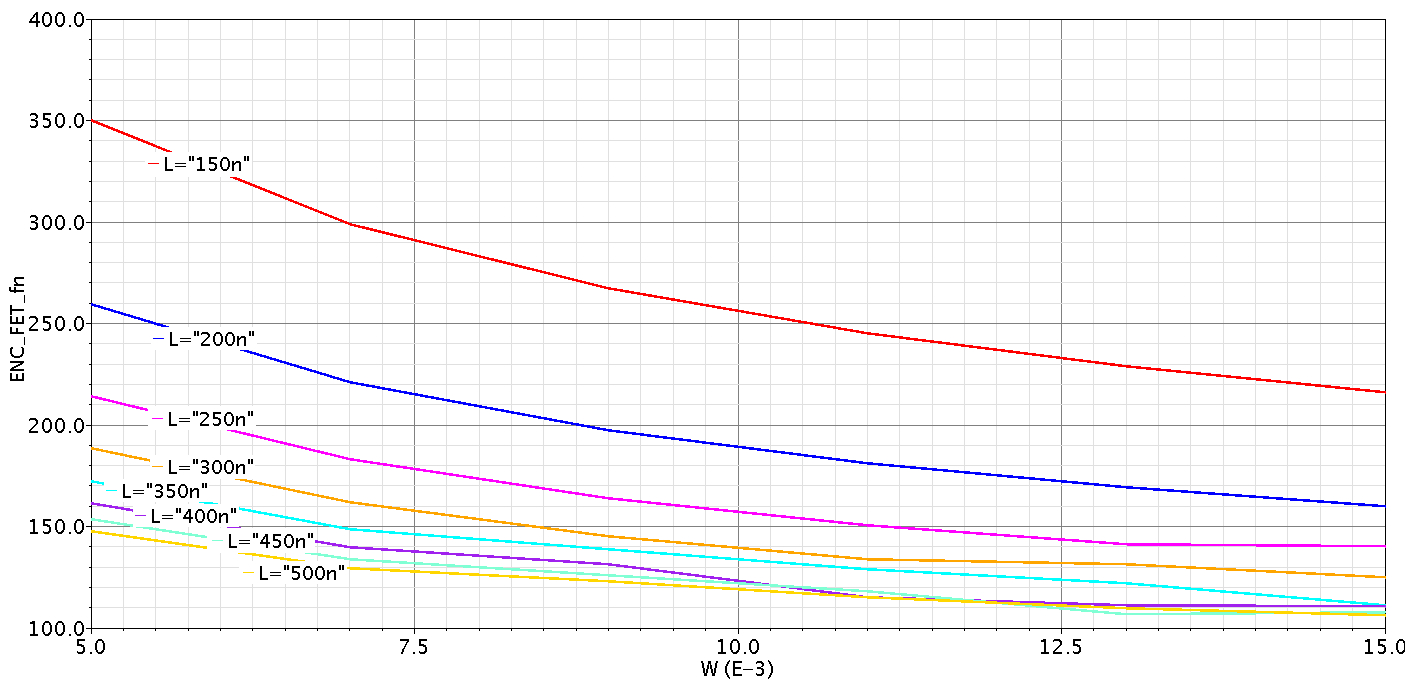 400.0
350.0
300.0
250.0
200.0
150.0
100.0
ENC_FET_fn
L="150n"
L="200n"
L="250n"
L="300n"
L="350n"
L="400n"
L="450n"
L="500n"
5.0 7.5 10.0 12.5 15.0
W (E−3)